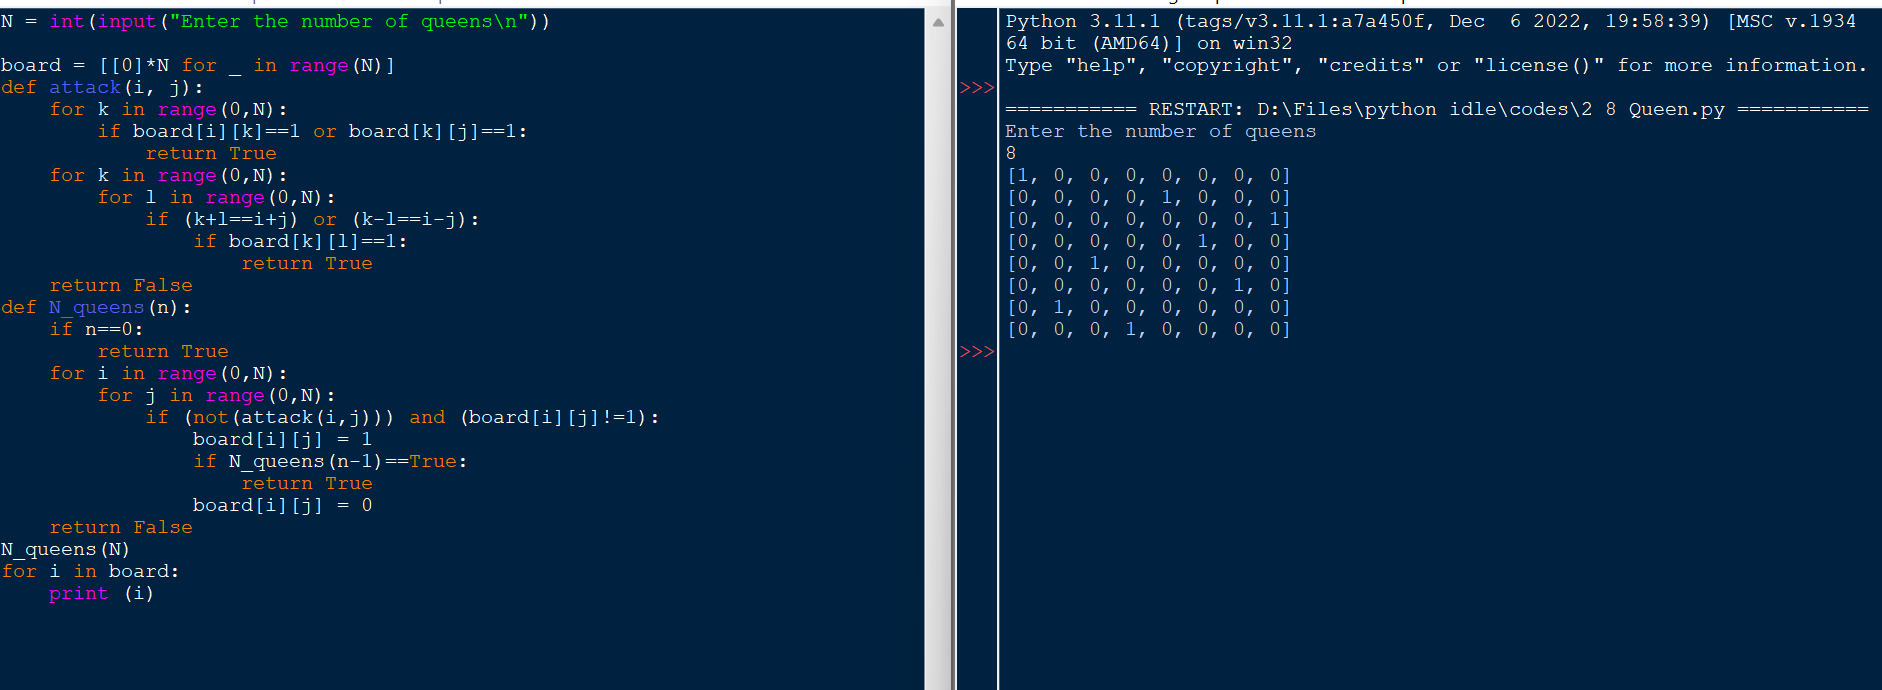 N = int(input("Enter the number of queens\n"))
board = [[0]*N for _ in range(N)]
def attack(i, j):
    for k in range(0,N):
        if board[i][k]==1 or board[k][j]==1:
            return True
    for k in range(0,N):
        for l in range(0,N):
            if (k+l==i+j) or (k-l==i-j):
                if board[k][l]==1:
                    return True
    return False
def N_queens(n):
    if n==0:
        return True
    for i in range(0,N):
        for j in range(0,N):
            if (not(attack(i,j))) and (board[i][j]!=1):
                board[i][j] = 1
                if N_queens(n-1)==True:
                    return True
                board[i][j] = 0
    return False
N_queens(N)
for i in board:
    print (i)
Python 3.11.1 (tags/v3.11.1:a7a450f, Dec  6 2022, 19:58:39) [MSC v.1934
64 bit (AMD64)] on win32
Type "help", "copyright", "credits" or "license()" for more information.
>>>
=========== RESTART: D:\Files\python idle\codes\2 8 Queen.py ===========
Enter the number of queens
8
[1, 0, 0, 0, 0, 0, 0, 0]
[0, 0, 0, 0, 1, 0, 0, 0]
[0, 0, 0, 0, 0, 0, 0, 1]
[0, 0, 0, 0, 0, 1, 0, 0]
[0, 0, 1, 0, 0, 0, 0, 0]
[0, 0, 0, 0, 0, 0, 1, 0]
[0, 1, 0, 0, 0, 0, 0, 0]
[0, 0, 0, 1, 0, 0, 0, 0]
>>>